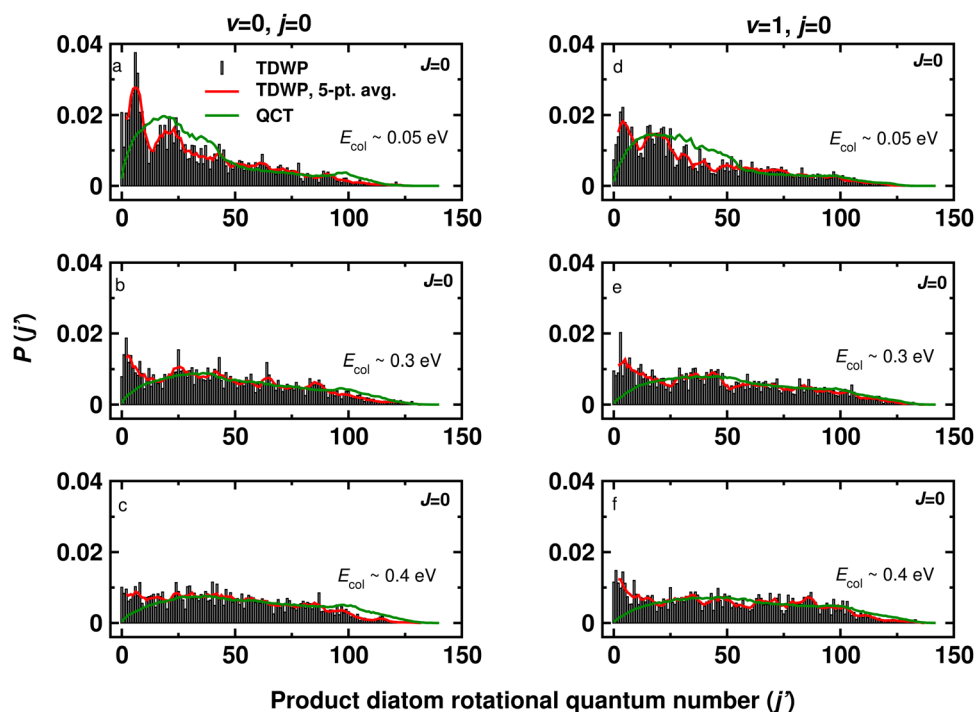 v=0, j=0
v=1, j=0
a
TDWP
TDWP, 5-pt. avg.
QCT
J=0
E_col ~ 0.05 eV
0.04
0.02
0
0 50 100 150
d
J=0
E_col ~ 0.05 eV
0.04
0.02
0
0 50 100 150
P (j')
b
J=0
E_col ~ 0.3 eV
0.04
0.02
0
0 50 100 150
e
J=0
E_col ~ 0.3 eV
0.04
0.02
0
0 50 100 150
c
J=0
E_col ~ 0.4 eV
0.04
0.02
0
0 50 100 150
f
J=0
E_col ~ 0.4 eV
0.04
0.02
0
0 50 100 150
Product diatom rotational quantum number (j')